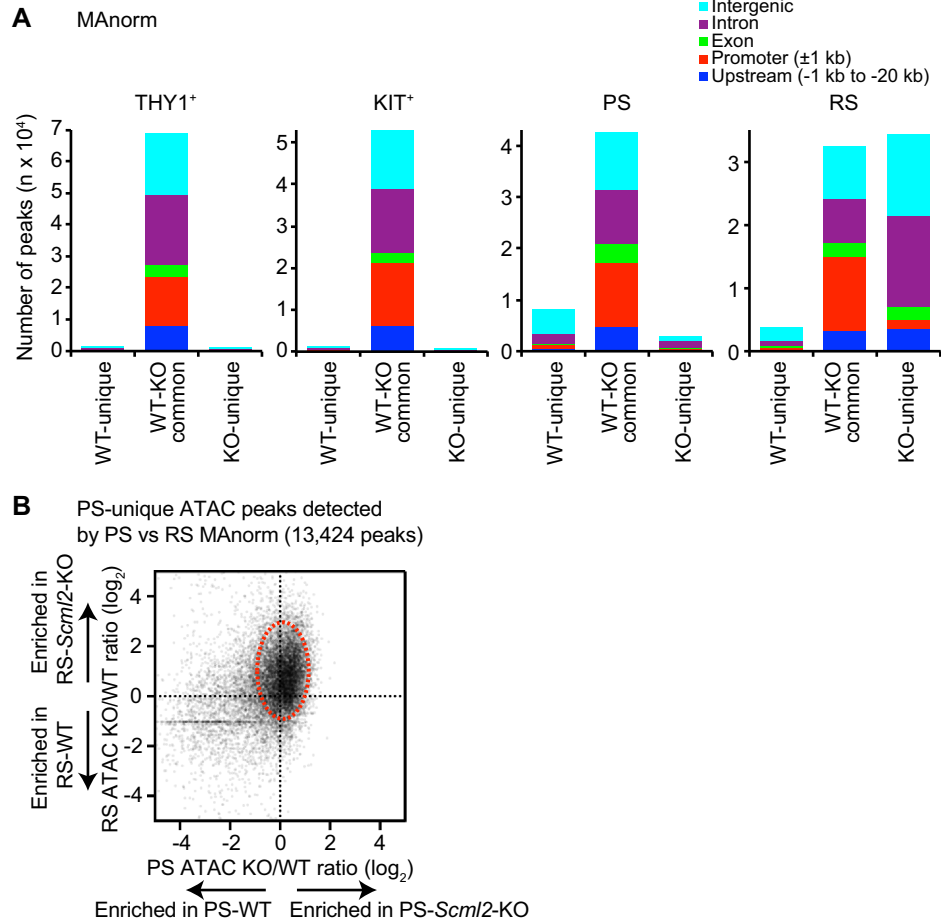 A
MAnorm
Intergenic
Intron
Exon
Promoter (±1 kb)
Upstream (-1 kb to -20 kb)
THY1⁺
KIT⁺
PS
RS
Number of peaks (n x 10⁴)
7
6
5
4
3
2
1
0
5
4
3
2
1
0
4
3
2
1
0
3
2
1
0
WT-unique
WT-KO
common
KO-unique
WT-unique
WT-KO
common
KO-unique
WT-unique
WT-KO
common
KO-unique
WT-unique
WT-KO
common
KO-unique
B
PS-unique ATAC peaks detected
by PS vs RS MAnorm (13,424 peaks)
Enriched in
RS-Scml2-KO
Enriched in
RS-WT
RS ATAC KO/WT ratio (log₂)
4
2
0
-2
-4
-4
-2
0
2
4
PS ATAC KO/WT ratio (log₂)
Enriched in PS-WT
Enriched in PS-Scml2-KO